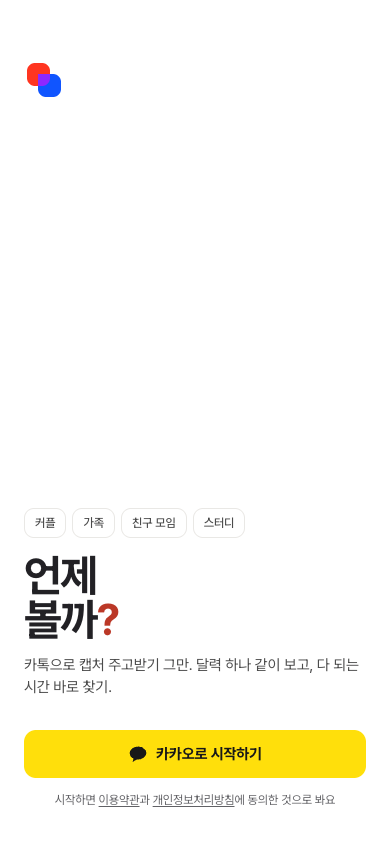 커플 가족 친구 모임 스터디
언제
볼까?
카톡으로 캡처 주고받기 그만. 달력 하나 같이 보고, 다 되는
시간 바로 찾기.
카카오로 시작하기
시작하면 이용약관과 개인정보처리방침에 동의한 것으로 봐요